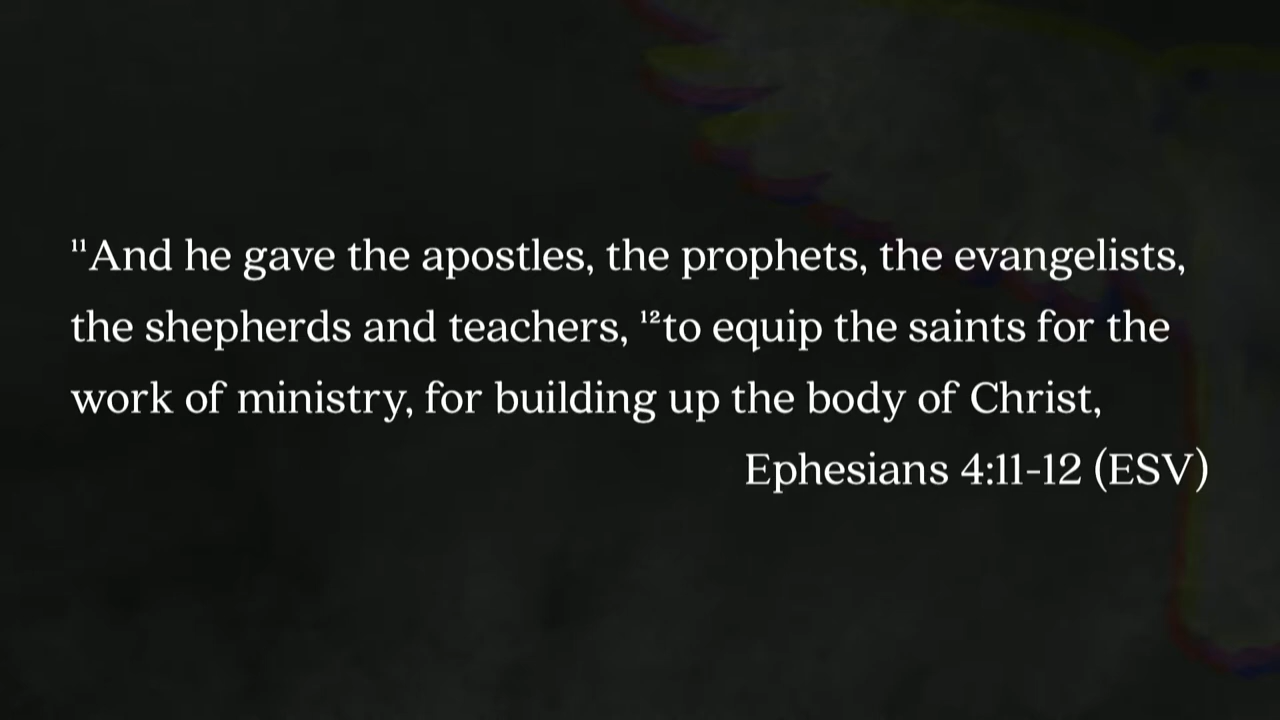 ¹¹And he gave the apostles, the prophets, the evangelists,
the shepherds and teachers, ¹²to equip the saints for the
work of ministry, for building up the body of Christ,
Ephesians 4:11-12 (ESV)